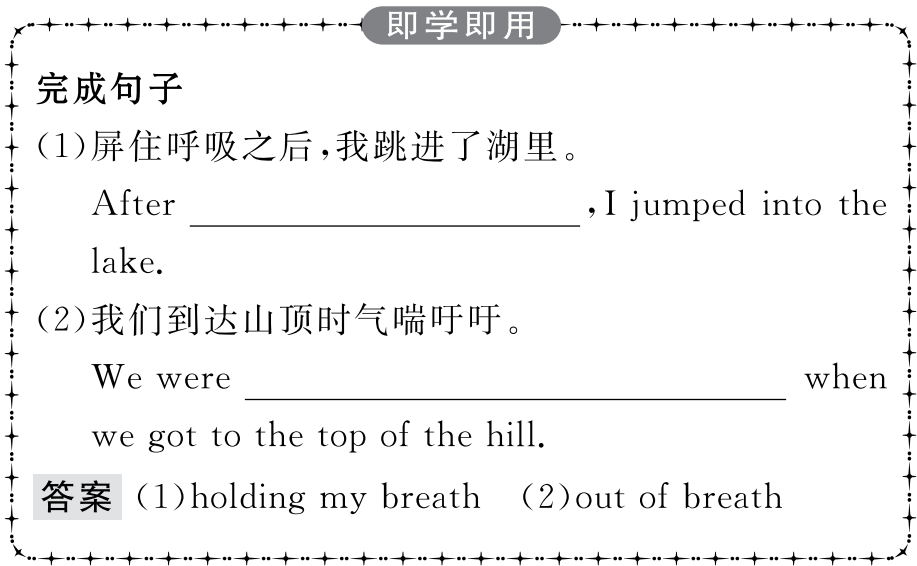 即学即用
完成句子
(1)屏住呼吸之后,我跳进了湖里。
After ____________________,I jumped into the
lake.
(2)我们到达山顶时气喘吁吁。
We were ____________________________ when
we got to the top of the hill.
答案 (1)holding my breath (2)out of breath